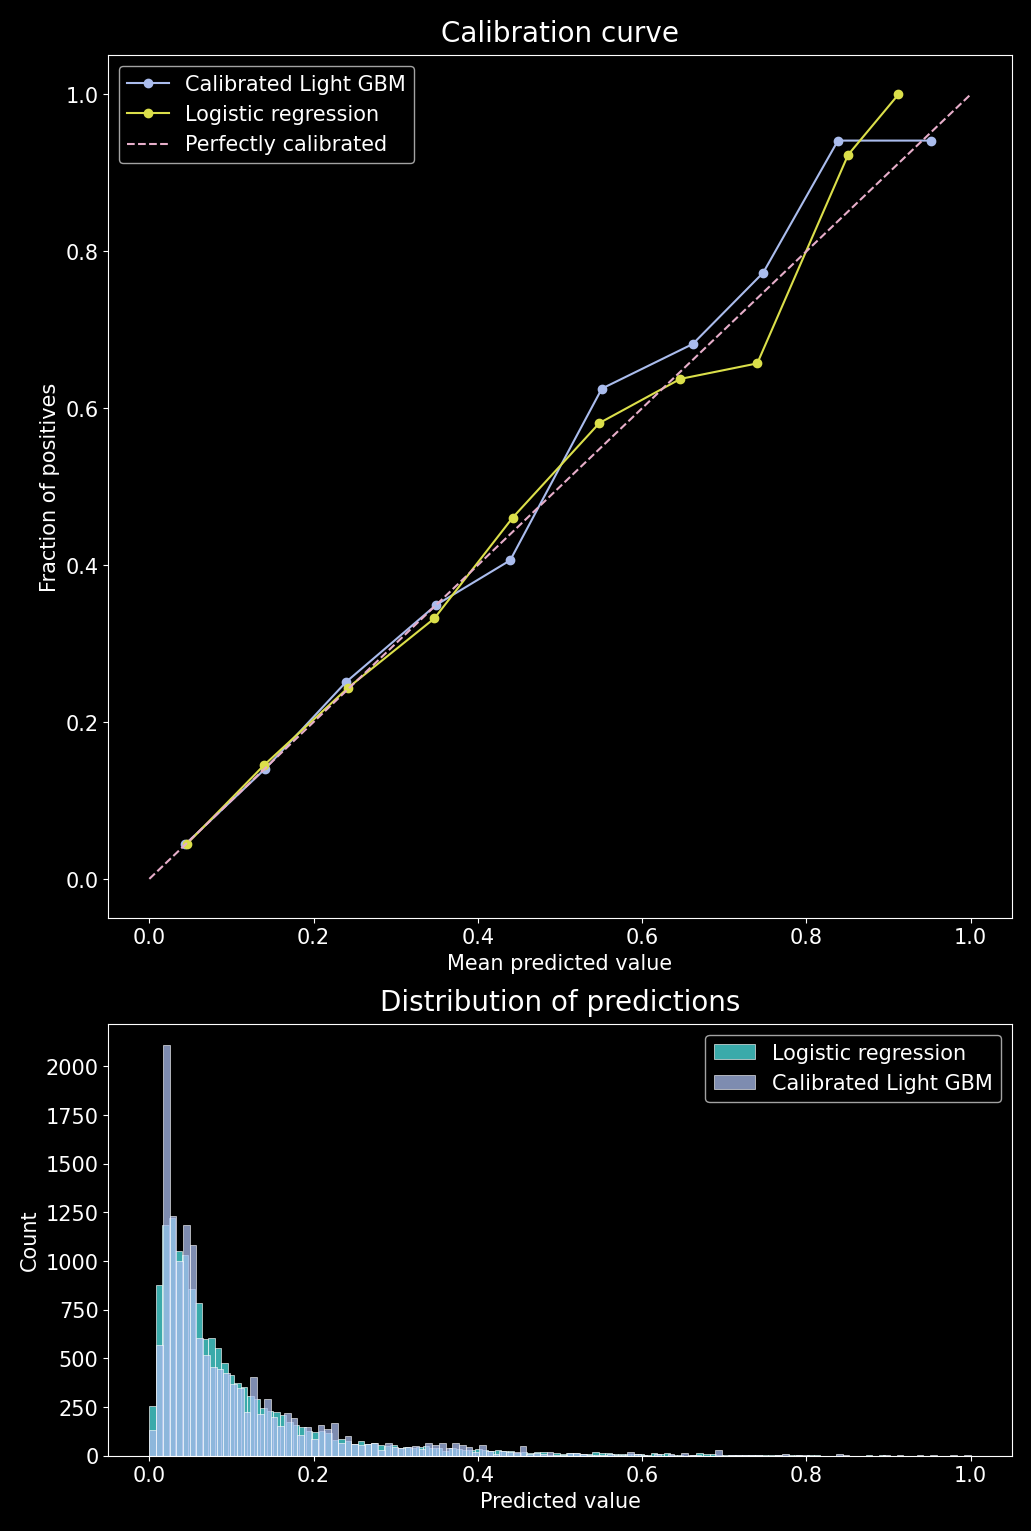 Calibration curve
Calibrated Light GBM
Logistic regression
Perfectly calibrated
1.0
0.8
0.6
0.4
0.2
0.0
Fraction of positives
0.0 0.2 0.4 0.6 0.8 1.0
Mean predicted value
Distribution of predictions
Logistic regression
Calibrated Light GBM
2000
1750
1500
1250
1000
750
500
250
0
Count
0.0 0.2 0.4 0.6 0.8 1.0
Predicted value